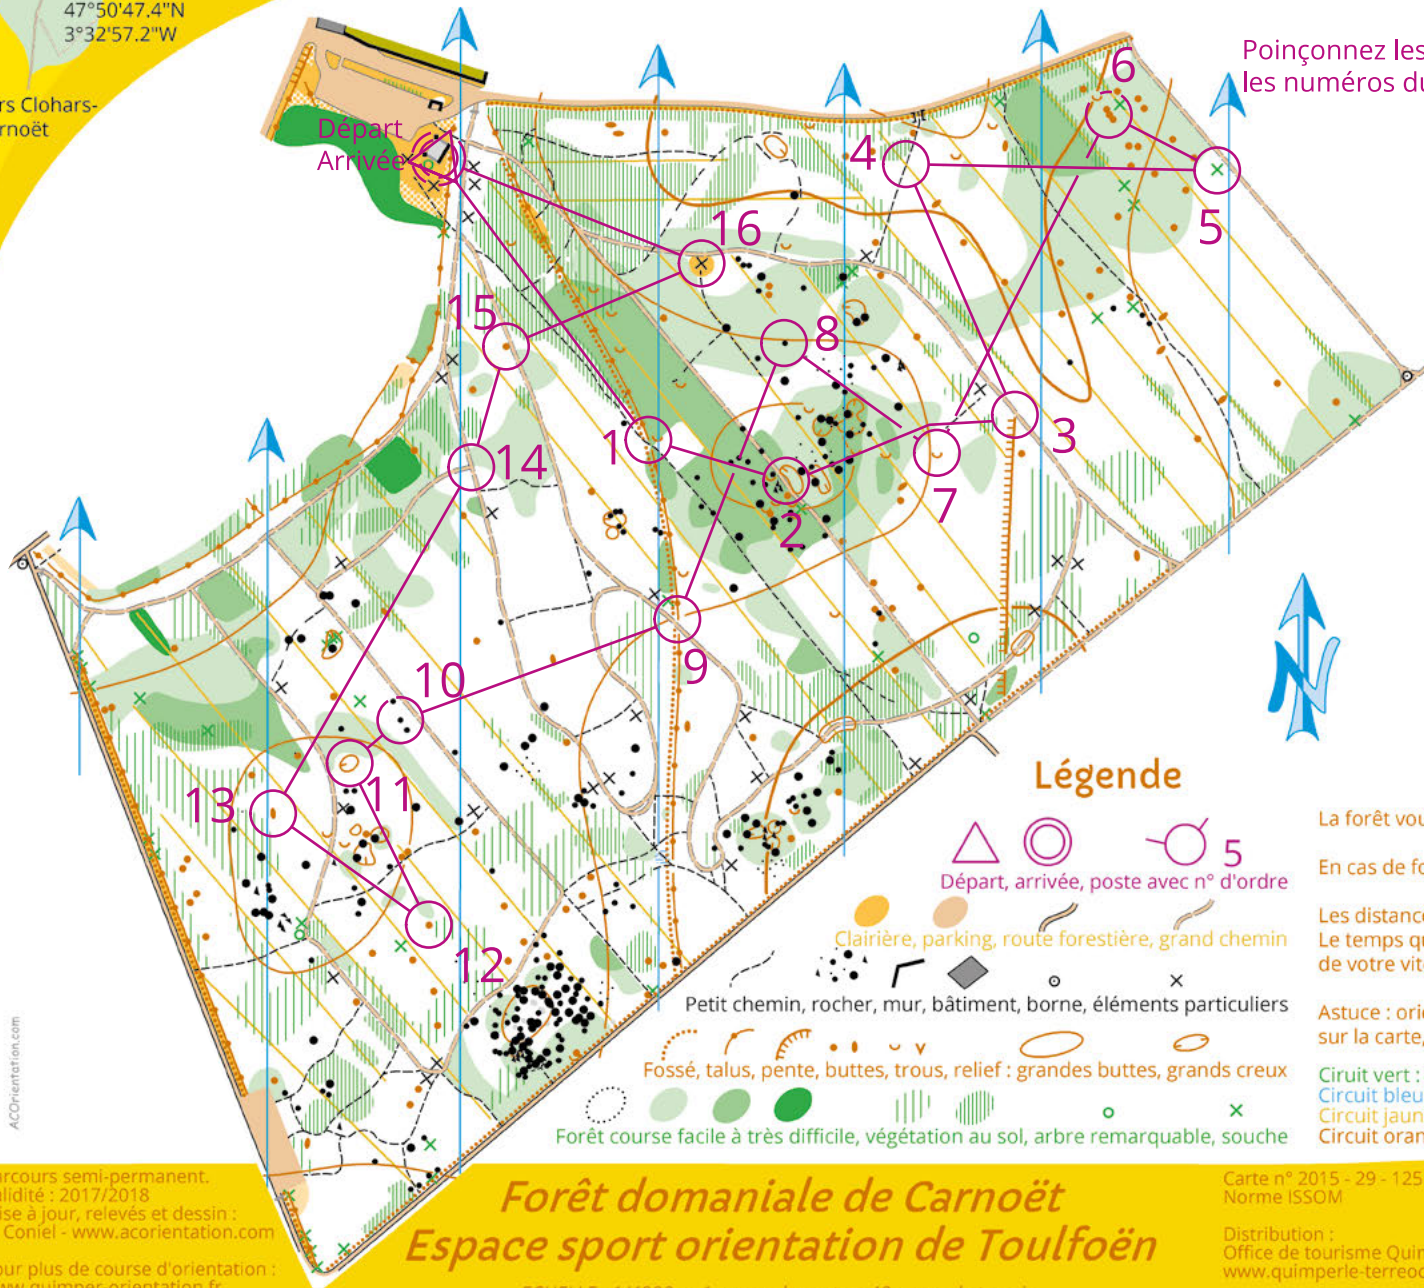 47°50'47.4"N
3°32'57.2"W
rs Clohars-
rnoët
Poinçonnez les
les numéros du
Départ
Arrivée
6
4
5
16
15
8
1
14
3
2
7
9
10
11
13
12
N
Légende
5
Départ, arrivée, poste avec n° d'ordre
Clairière, parking, route forestière, grand chemin
Petit chemin, rocher, mur, bâtiment, borne, éléments particuliers
Fossé, talus, pente, buttes, trous, relief : grandes buttes, grands creux
Forêt course facile à très difficile, végétation au sol, arbre remarquable, souche
La forêt vou
En cas de fo
Les distanc
Le temps qu
de votre vit
Astuce : orie
sur la carte,
Ciruit vert :
Circuit bleu
Circuit jaun
Circuit oran
ACOrientation.com
arcours semi-permanent.
alidité : 2017/2018
ise à jour, relevés et dessin :
Coniel - www.acorientation.com
our plus de course d'orientation :
ww.quimper-orientation.fr
Forêt domaniale de Carnoët
Espace sport orientation de Toulfoën
Carte n° 2015 - 29 - 125
Norme ISSOM
Distribution :
Office de tourisme Quim
www.quimperle-terreoc